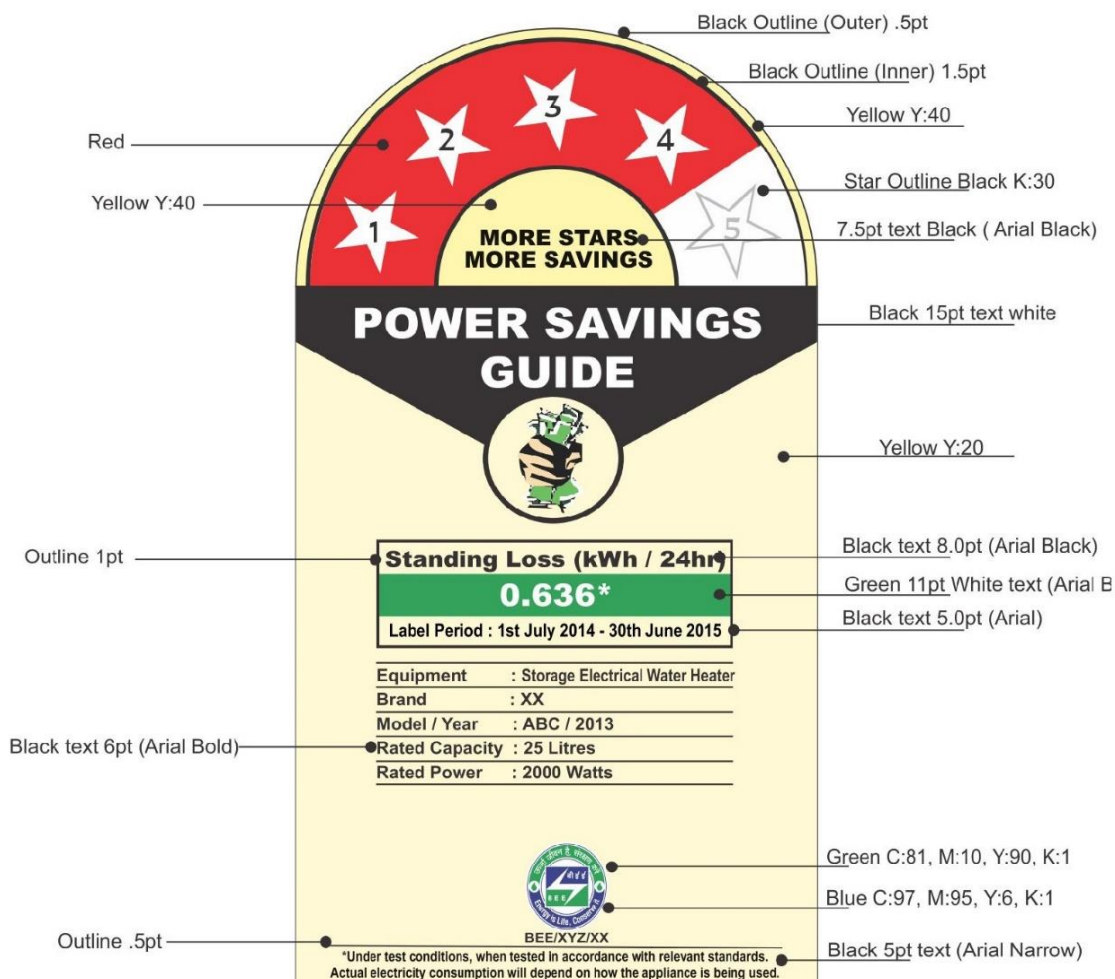 Black Outline (Outer) .5pt
Black Outline (Inner) 1.5pt
Yellow Y:40
Red
Star Outline Black K:30
Yellow Y:40
7.5pt text Black ( Arial Black)
1
2
3
4
5
MORE STARS
MORE SAVINGS
Black 15pt text white
POWER SAVINGS
GUIDE
Yellow Y:20
Outline 1pt
Standing Loss (kWh / 24hr)
Black text 8.0pt (Arial Black)
0.636*
Green 11pt White text (Arial B
Label Period : 1st July 2014 - 30th June 2015
Black text 5.0pt (Arial)
Equipment : Storage Electrical Water Heater
Brand : XX
Model / Year : ABC / 2013
Black text 6pt (Arial Bold)
Rated Capacity : 25 Litres
Rated Power : 2000 Watts
Green C:81, M:10, Y:90, K:1
Blue C:97, M:95, Y:6, K:1
BEE
Energy is Life, Conserve it
BEE/XYZ/XX
Outline .5pt
*Under test conditions, when tested in accordance with relevant standards.
Actual electricity consumption will depend on how the appliance is being used.
Black 5pt text (Arial Narrow)